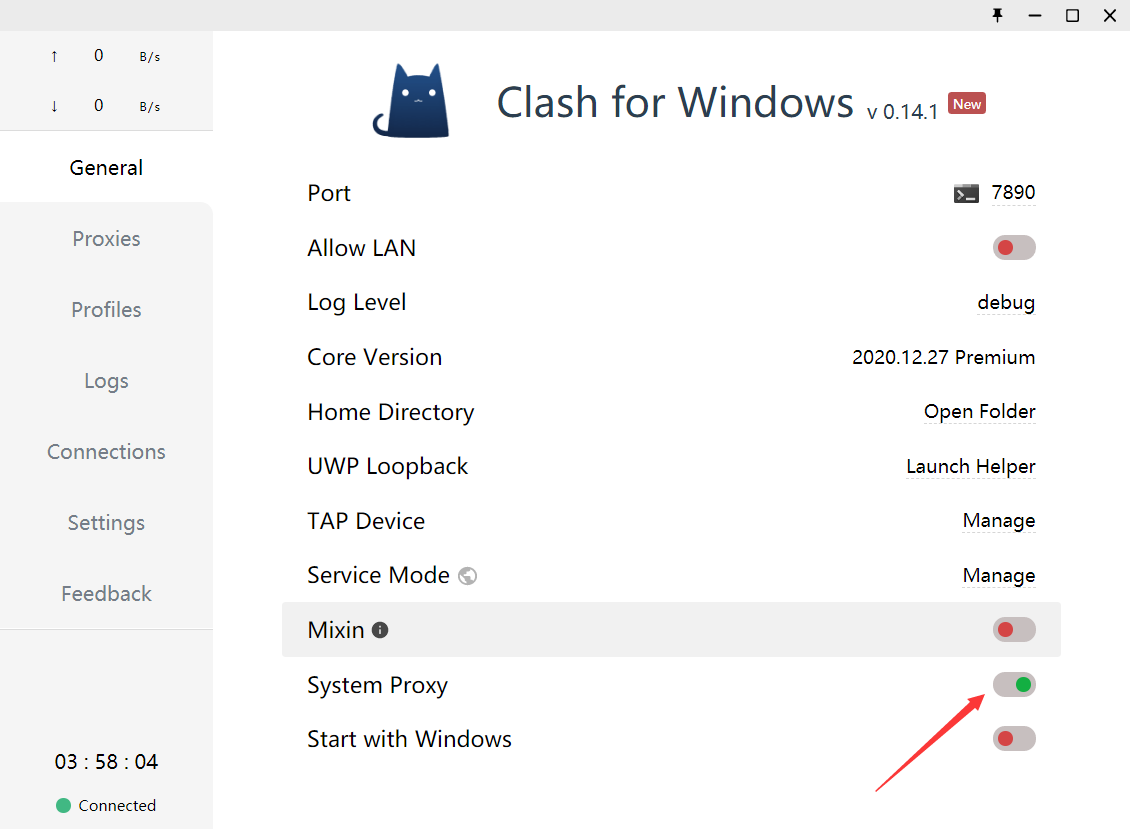 ↑ 0 B/s
↓ 0 B/s
General
Proxies
Profiles
Logs
Connections
Settings
Feedback
03 : 58 : 04
Connected
Clash for Windows v 0.14.1 New
Port 7890
Allow LAN
Log Level debug
Core Version 2020.12.27 Premium
Home Directory Open Folder
UWP Loopback Launch Helper
TAP Device Manage
Service Mode Manage
Mixin
System Proxy
Start with Windows